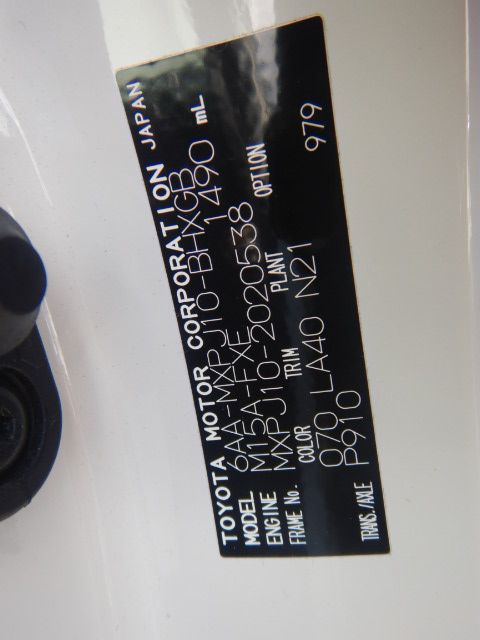 TOYOTA MOTOR CORPORATION JAPAN
MODEL 6AA-MXPJ10-BHXGB
ENGINE M15A-FXE 1490 mL
FRAME No. MXPJ10-2020538
COLOR TRIM PLANT OPTION
070 LA40 N21 979
TRANS./AXLE P910